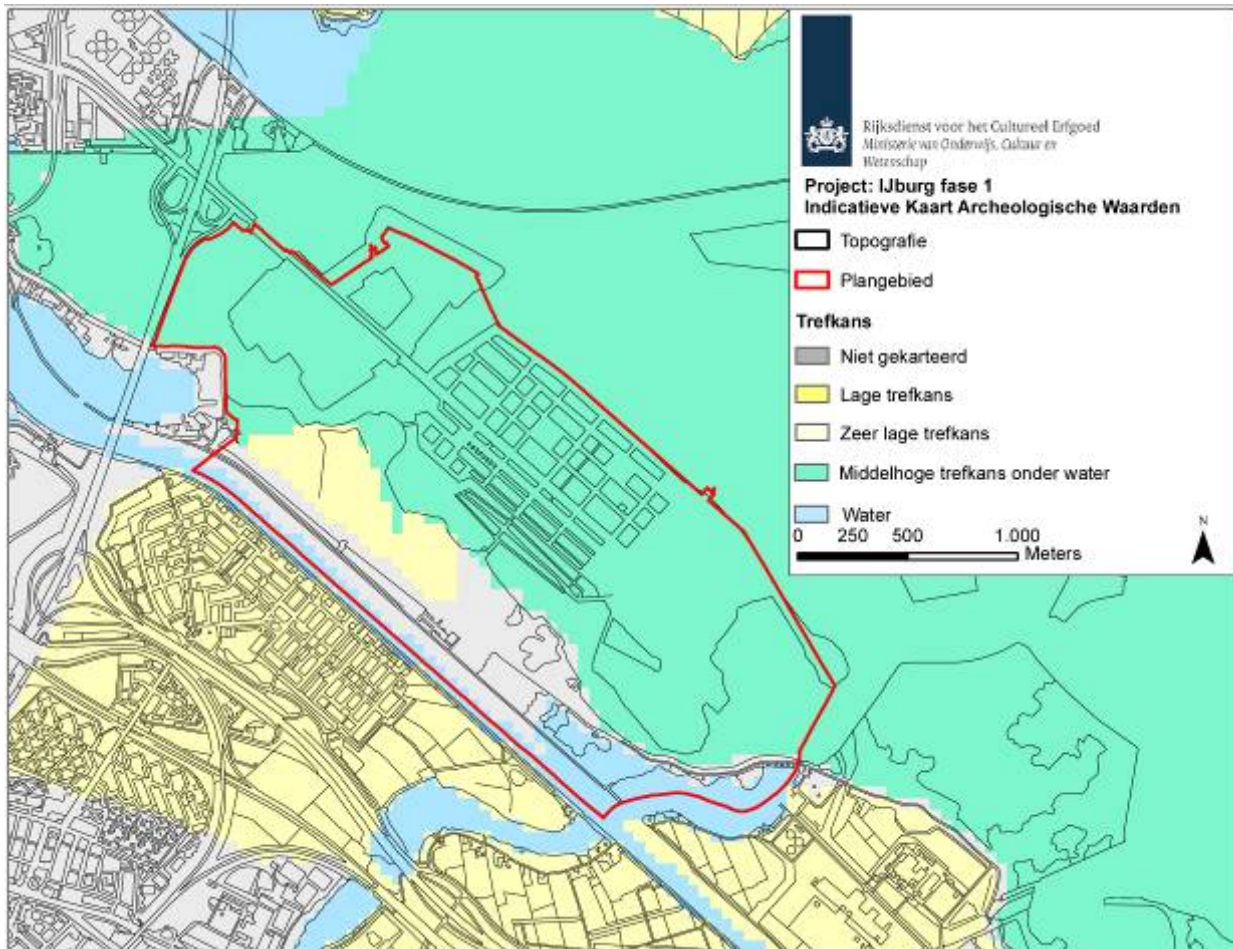 Rijksdienst voor het Cultureel Erfgoed
Ministerie van Onderwijs, Cultuur en
Wetenschap
Project: IJburg fase 1
Indicatieve Kaart Archeologische Waarden
Topografie
Plangebied
Trefkans
Niet gekarteerd
Lage trefkans
Zeer lage trefkans
Middelhoge trefkans onder water
Water
0 250 500 1.000
Meters
N